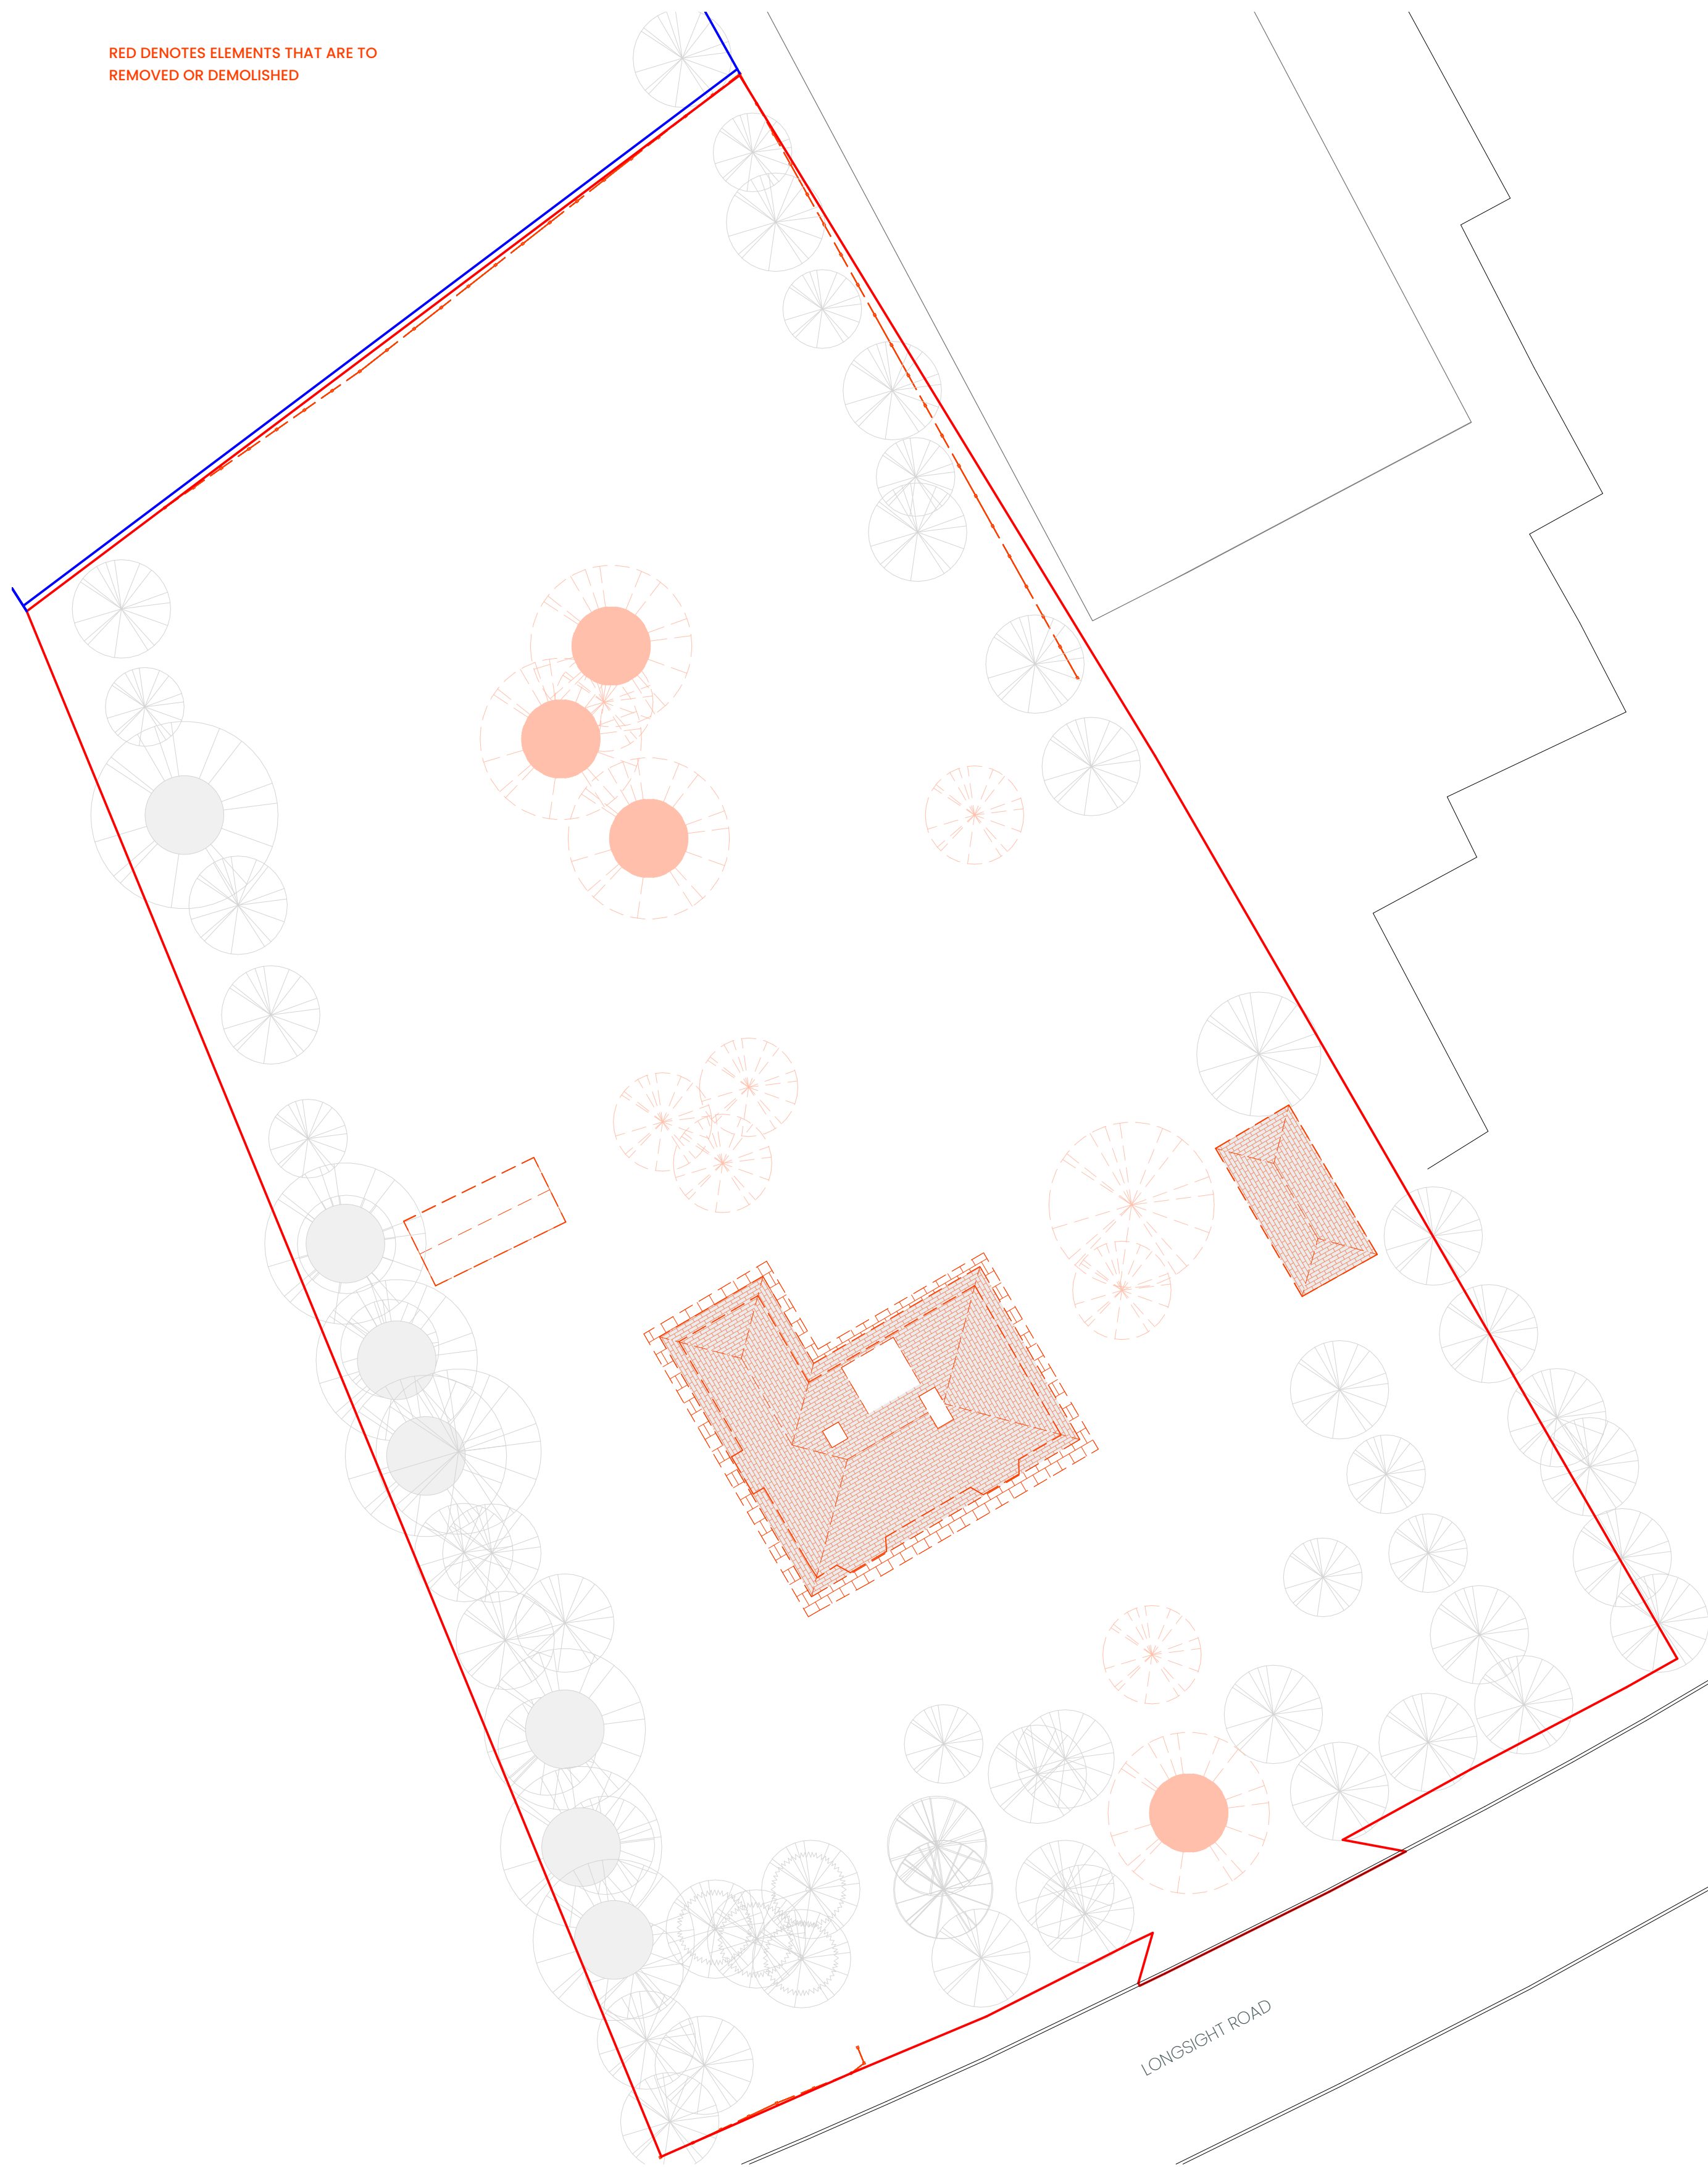 RED DENOTES ELEMENTS THAT ARE TO
REMOVED OR DEMOLISHED
LONGSIGHT ROAD